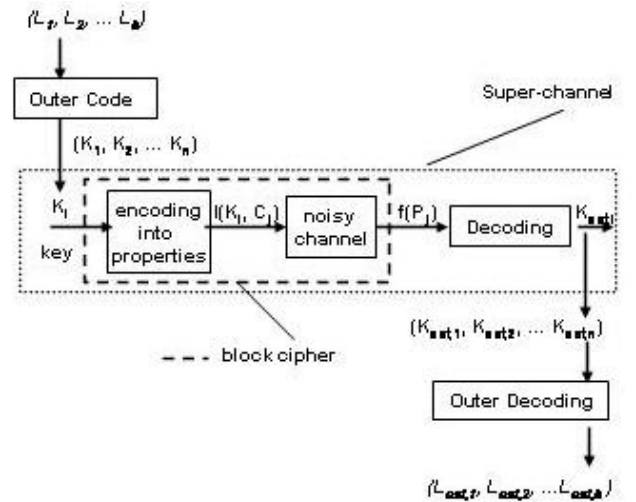 (L1, L2, ... Lk)
Outer Code
Super-channel
(K1, K2, ... Kn)
Ki
key
encoding
into
properties
I(Ki, Cj)
noisy
channel
f(Pj)
Decoding
Kest,i
(Kest,1, Kest,2, ... Kest,n)
block cipher
Outer Decoding
(Lest,1, Lest,2, ...Lest,k)